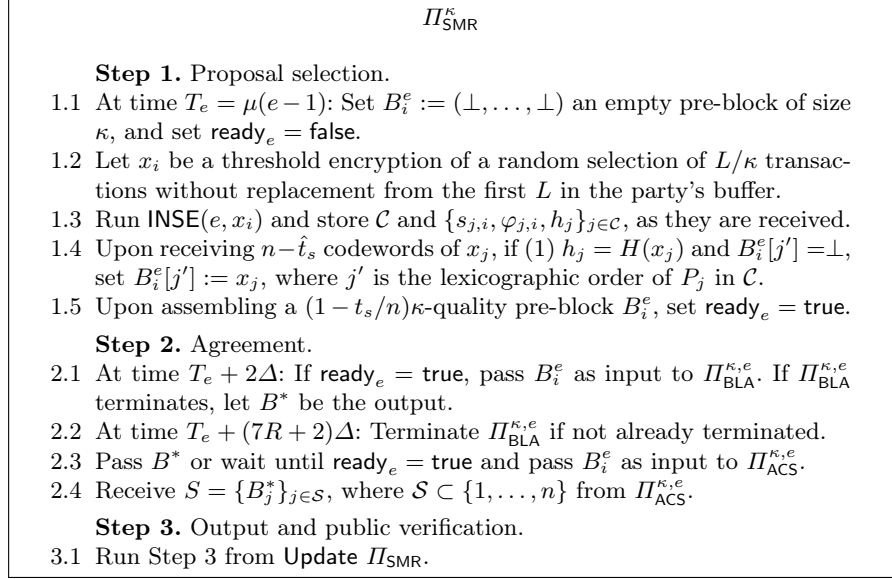 Π^κ_SMR
Step 1. Proposal selection.
1.1 At time T_e = μ(e−1): Set B_i^e := (⊥, . . . , ⊥) an empty pre-block of size
κ, and set ready_e = false.
1.2 Let x_i be a threshold encryption of a random selection of L/κ transac-
tions without replacement from the first L in the party's buffer.
1.3 Run INSE(e, x_i) and store C and {s_{j,i}, φ_{j,i}, h_j}_{j∈C}, as they are received.
1.4 Upon receiving n−t̂_s codewords of x_j, if (1) h_j = H(x_j) and B_i^e[j′] =⊥,
set B_i^e[j′] := x_j, where j′ is the lexicographic order of P_j in C.
1.5 Upon assembling a (1 − t_s/n)κ-quality pre-block B_i^e, set ready_e = true.
Step 2. Agreement.
2.1 At time T_e + 2Δ: If ready_e = true, pass B_i^e as input to Π^{κ,e}_BLA. If Π^{κ,e}_BLA
terminates, let B* be the output.
2.2 At time T_e + (7R + 2)Δ: Terminate Π^{κ,e}_BLA if not already terminated.
2.3 Pass B* or wait until ready_e = true and pass B_i^e as input to Π^{κ,e}_ACS.
2.4 Receive S = {B*_j}_{j∈S}, where S ⊂ {1, . . . , n} from Π^{κ,e}_ACS.
Step 3. Output and public verification.
3.1 Run Step 3 from Update Π_SMR.